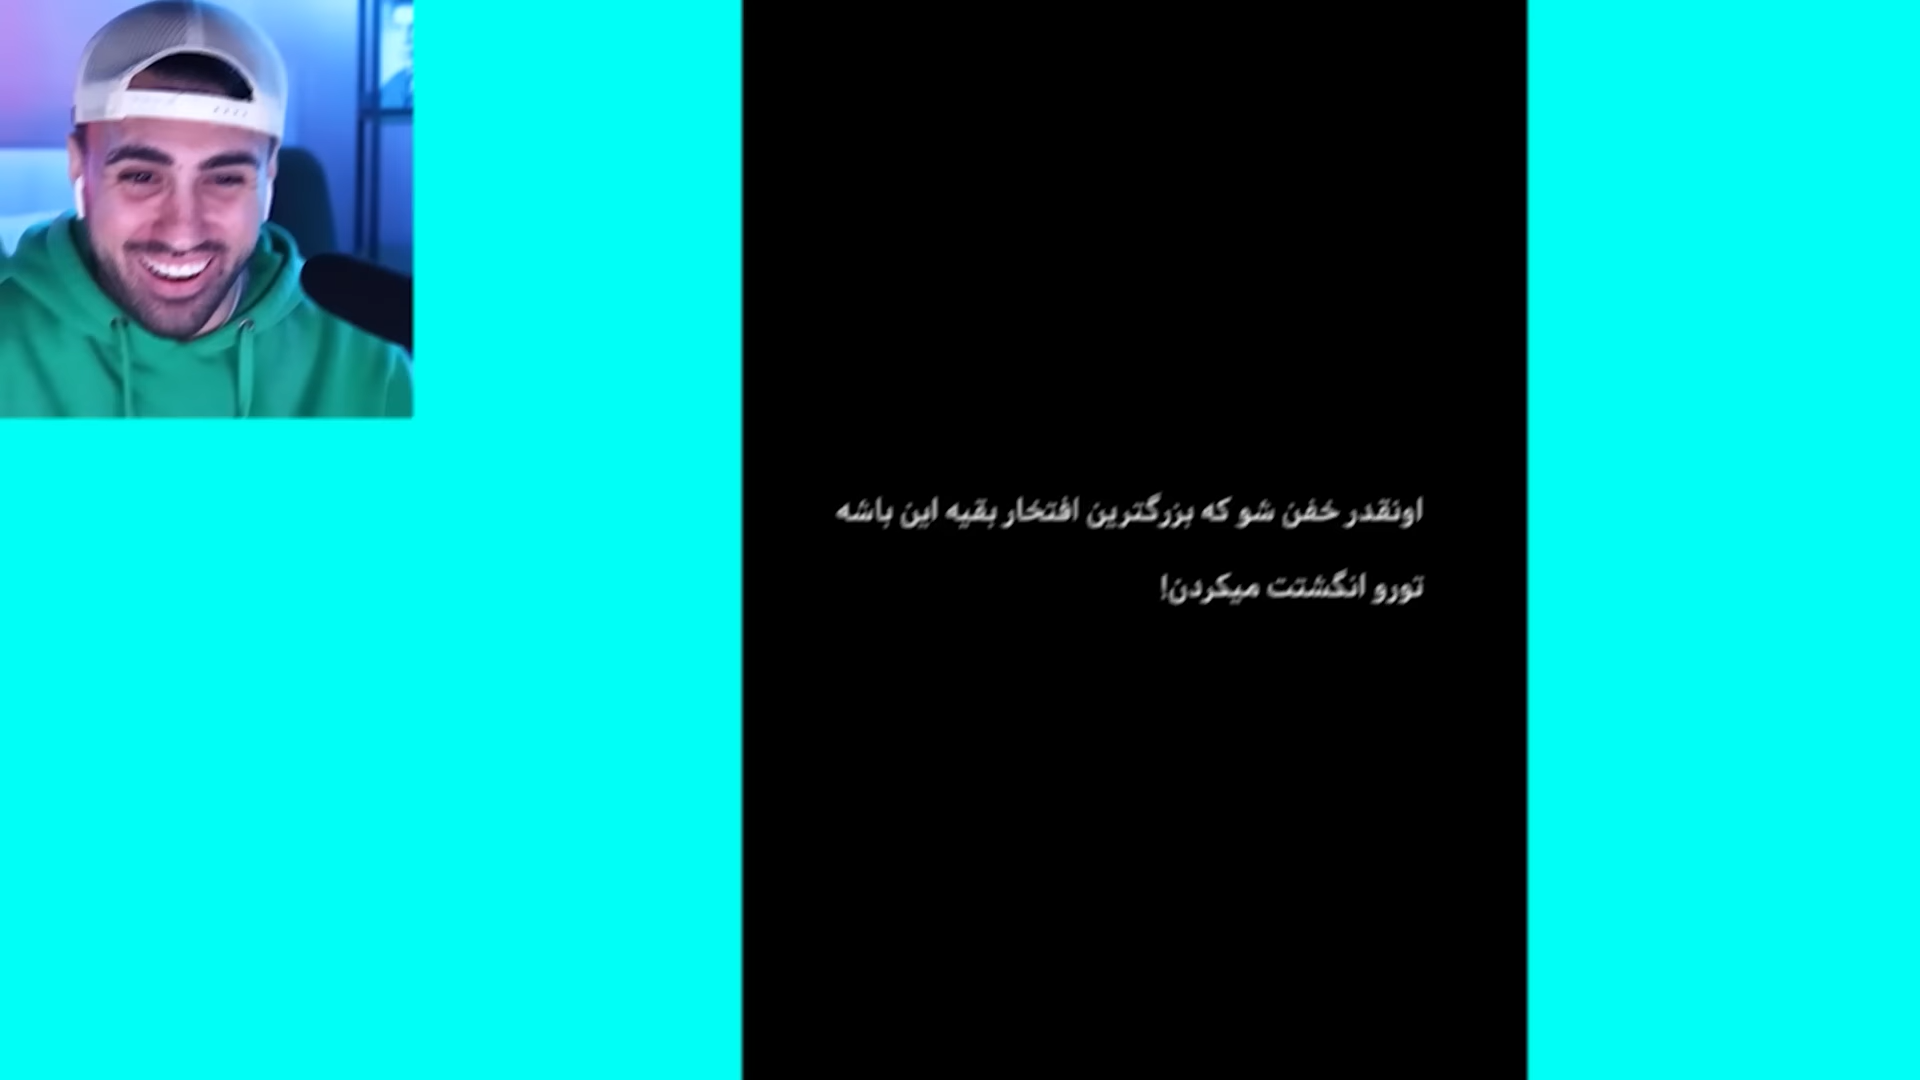 اونقدر خفن شو که بزرگترین افتخار بقیه این باشه
تورو انگشتت میکردن!